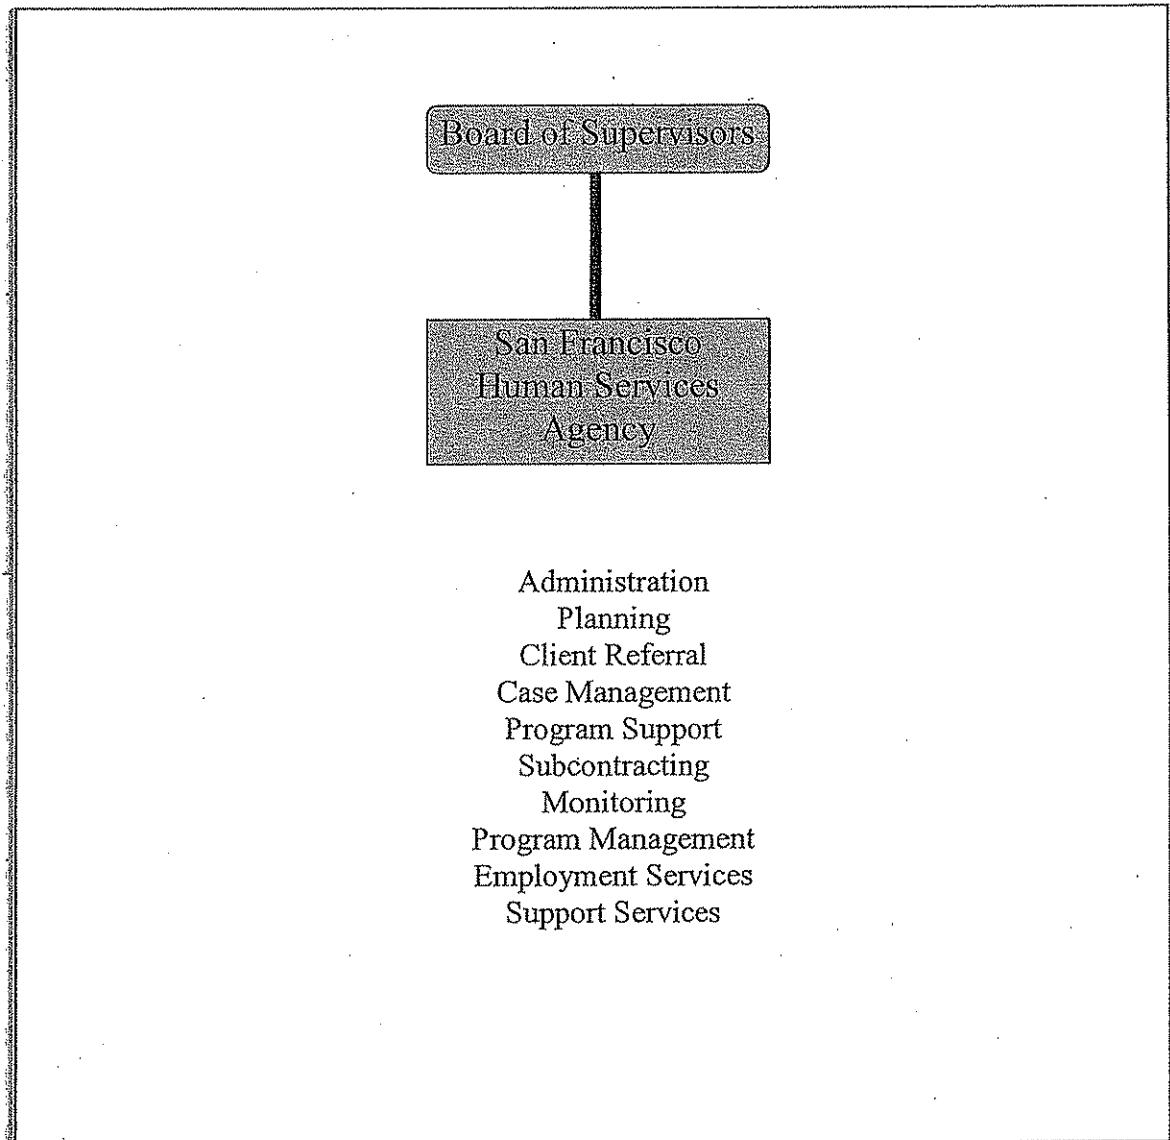 Board of Supervisors
San Francisco
Human Services
Agency
Administration
Planning
Client Referral
Case Management
Program Support
Subcontracting
Monitoring
Program Management
Employment Services
Support Services